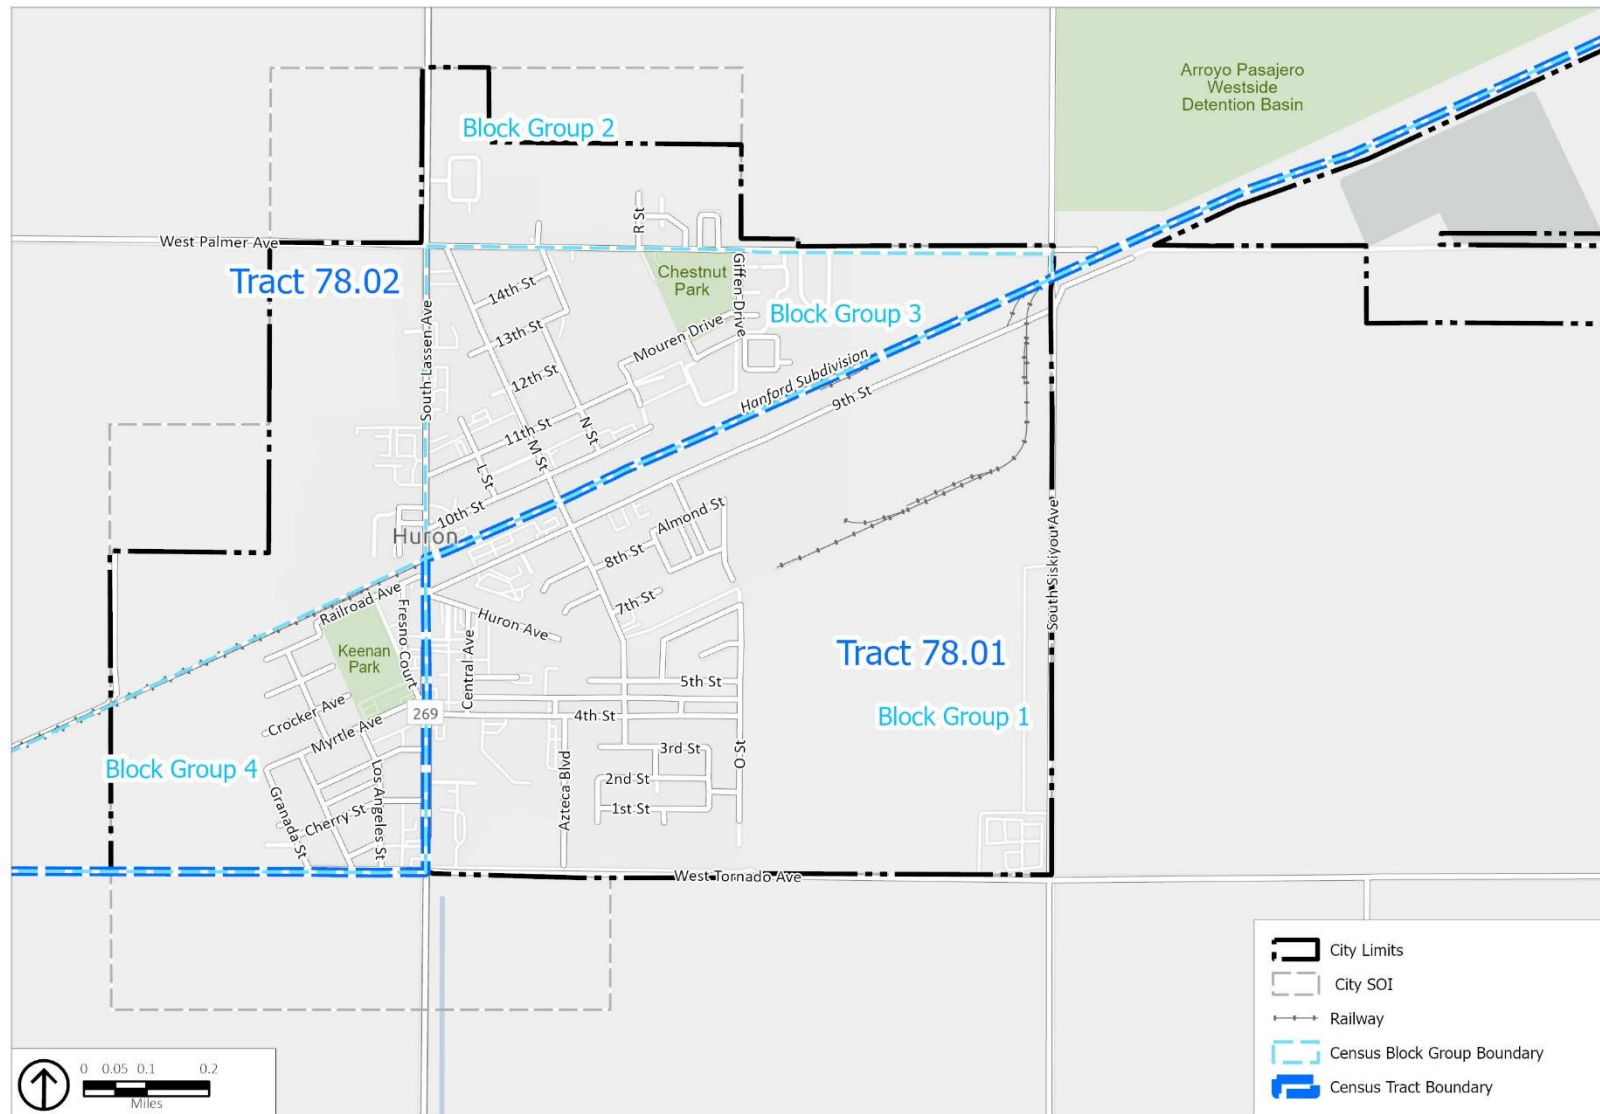 Arroyo Pasajero
Westside
Detention Basin
Block Group 2
R St
West Palmer Ave
Tract 78.02
Chestnut
Park
Giffen Drive
14th St
Block Group 3
13th St
Mouren Drive
South Lassen Ave
12th St
Hanford Subdivision
9th St
11th St
N St
M St
L St
10th St
Almond St
Huron
8th St
South Siskiyou Ave
Railroad Ave
7th St
Fresno Court
Huron Ave
Keenan
Park
Central Ave
Tract 78.01
5th St
Crocker Ave
269
4th St
Block Group 1
Myrtle Ave
3rd St
O St
Block Group 4
Los Angeles St
Azteca Blvd
2nd St
Granada St
Cherry St
1st St
West Tornado Ave
City Limits
City SOI
Railway
Census Block Group Boundary
Census Tract Boundary
0 0.05 0.1 0.2
Miles